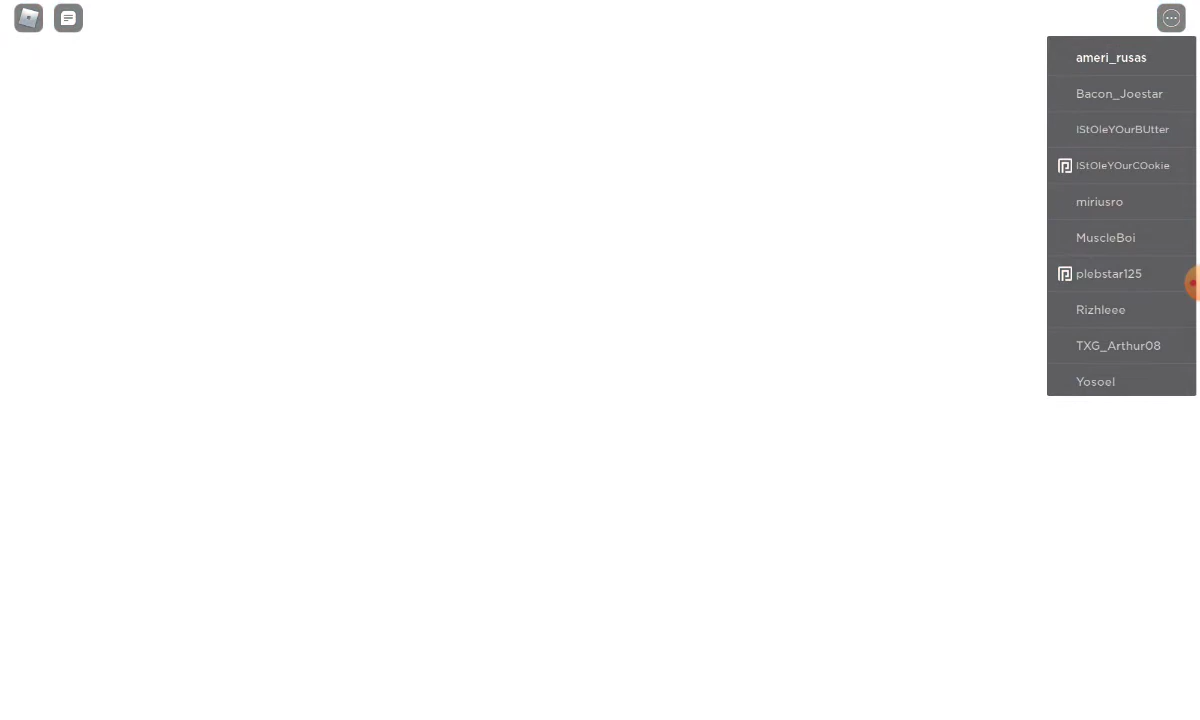 ameri_rusas
Bacon_Joestar
IStOleYOurBUtter
IStOleYOurCOokie
miriusro
MuscleBoi
plebstar125
Rizhleee
TXG_Arthur08
Yosoel